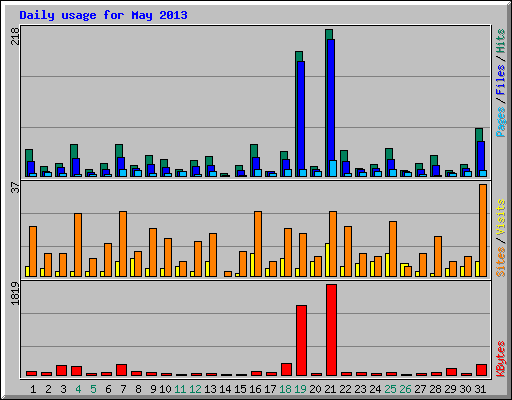 Daily usage for May 2013
218
Pages / Files / Hits
37
Sites / Visits
1819
KBytes
1 2 3 4 5 6 7 8 9 10 11 12 13 14 15 16 17 18 19 20 21 22 23 24 25 26 27 28 29 30 31